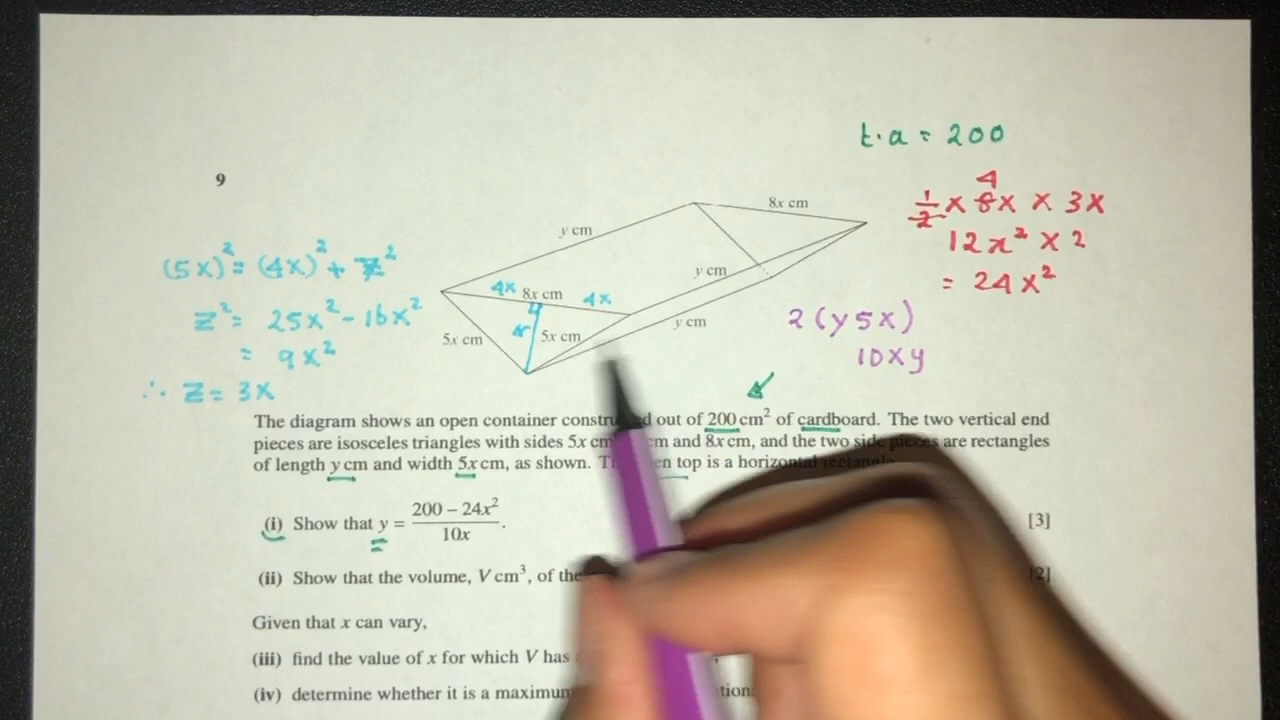 t.a = 200
9
1/2 x 8x x 3x
4
12x² x 2
= 24x²
(5x)² = (4x)² + z²
z² = 25x² - 16x²
= 9x²
∴ z = 3x
8x cm
y cm
y cm
4x 8x cm 4x
y cm
5x cm
5x cm
2(y5x)
10xy
The diagram shows an open container out of 200 cm² of cardboard. The two vertical end
pieces are isosceles triangles with sides 5x cm and 8x cm, and the two side are rectangles
of length y cm and width 5x cm, as shown. top is a horizontal rectangle.
(i) Show that y = (200 − 24x²)/10x. [3]
(ii) Show that the volume, V cm³, of the [2]
Given that x can vary,
(iii) find the value of x for which V has
(iv) determine whether it is a